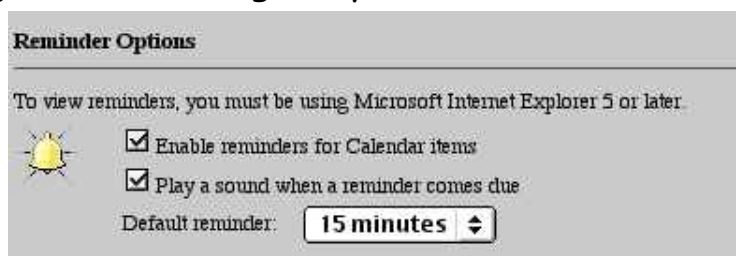 Reminder Options
To view reminders, you must be using Microsoft Internet Explorer 5 or later.
Enable reminders for Calendar items
Play a sound when a reminder comes due
Default reminder: 15 minutes